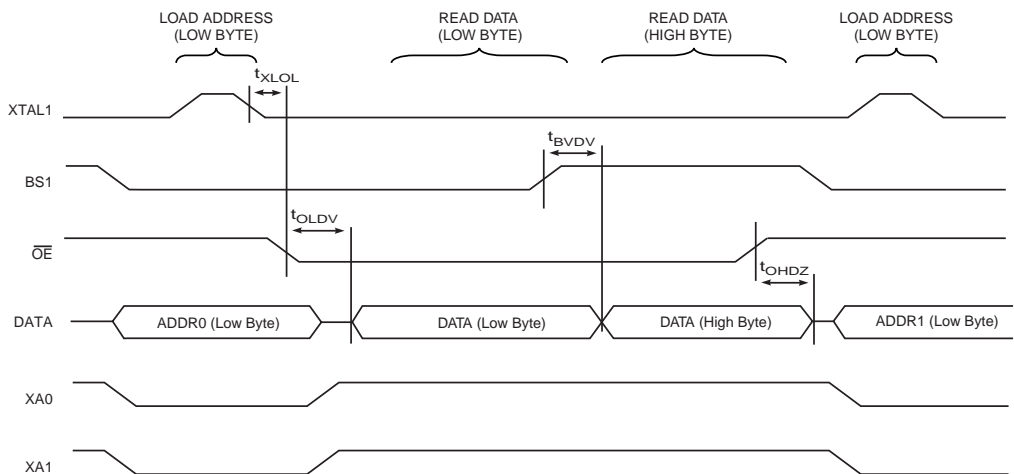 LOAD ADDRESS
(LOW BYTE)
READ DATA
(LOW BYTE)
READ DATA
(HIGH BYTE)
LOAD ADDRESS
(LOW BYTE)
tXLOL
XTAL1
tBVDV
BS1
tOLDV
OE
tOHDZ
DATA
ADDR0 (Low Byte)
DATA (Low Byte)
DATA (High Byte)
ADDR1 (Low Byte)
XA0
XA1